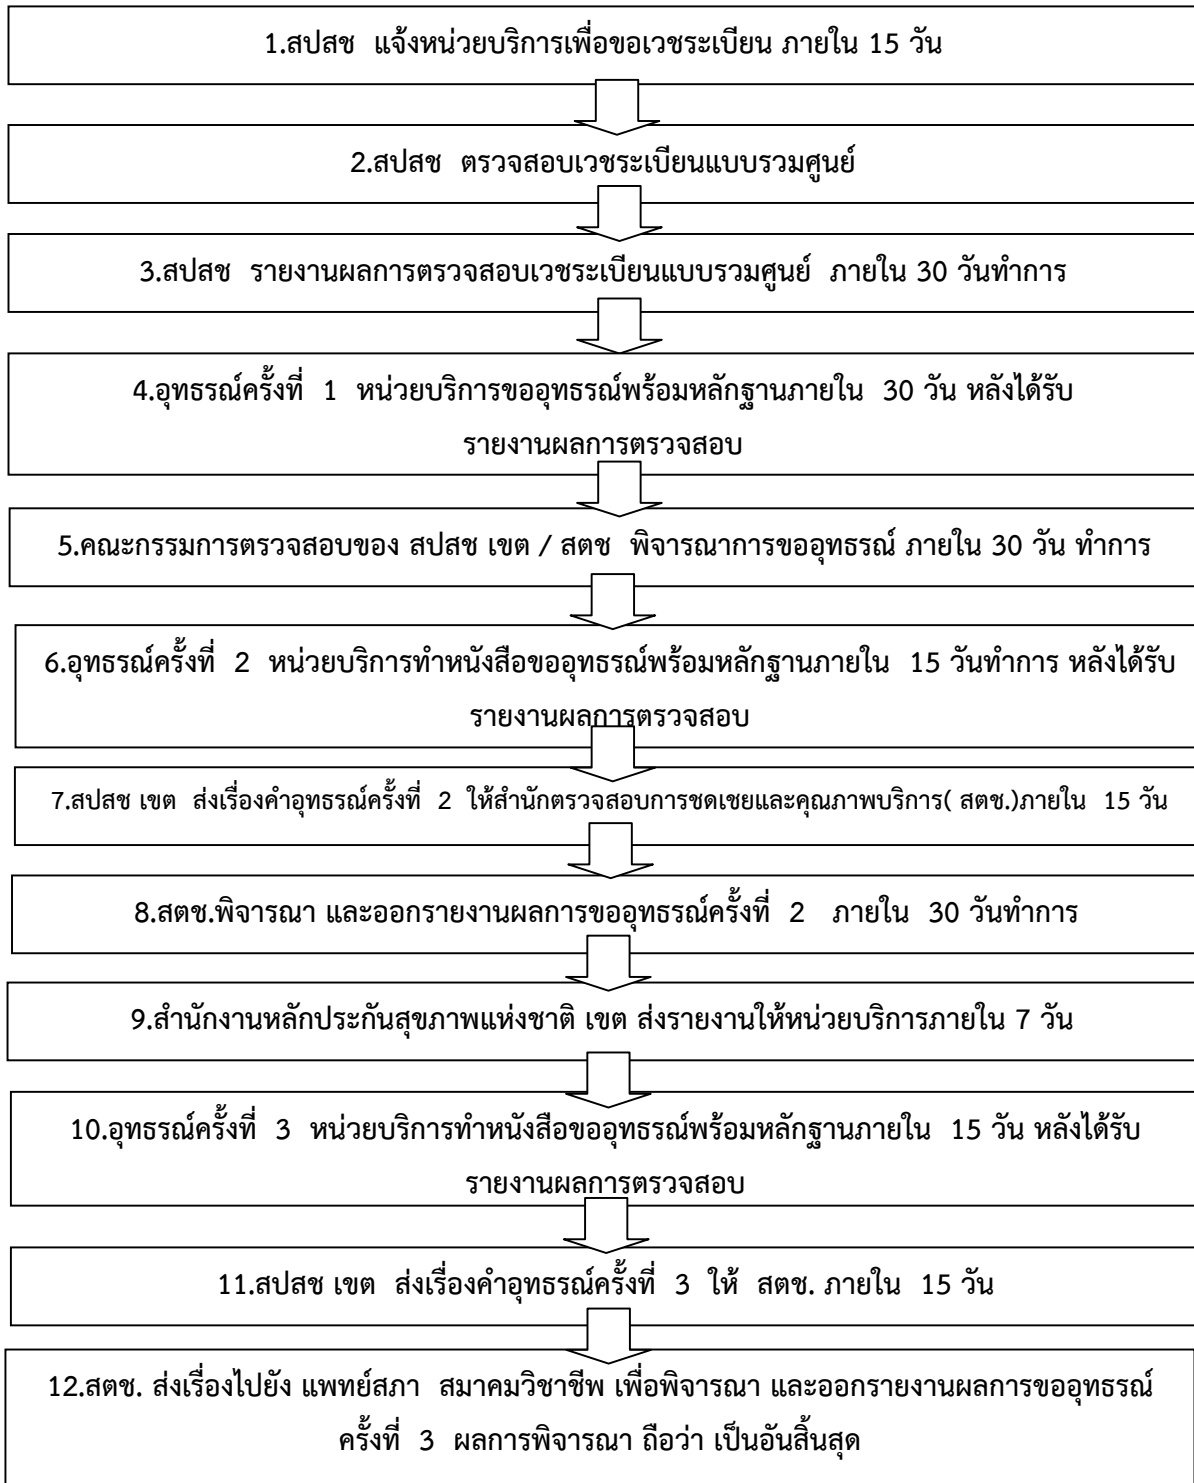 1.สปสช แจ้งหน่วยบริการเพื่อขอเวชระเบียน ภายใน 15 วัน
2.สปสช ตรวจสอบเวชระเบียนแบบรวมศูนย์
3.สปสช รายงานผลการตรวจสอบเวชระเบียนแบบรวมศูนย์ ภายใน 30 วันทำการ
4.อุทธรณ์ครั้งที่ 1 หน่วยบริการขออุทธรณ์พร้อมหลักฐานภายใน 30 วัน หลังได้รับ
รายงานผลการตรวจสอบ
5.คณะกรรมการตรวจสอบของ สปสช เขต / สตช พิจารณาการขออุทธรณ์ ภายใน 30 วัน ทำการ
6.อุทธรณ์ครั้งที่ 2 หน่วยบริการทำหนังสือขออุทธรณ์พร้อมหลักฐานภายใน 15 วันทำการ หลังได้รับ
รายงานผลการตรวจสอบ
7.สปสช เขต ส่งเรื่องคำอุทธรณ์ครั้งที่ 2 ให้สำนักตรวจสอบการชดเชยและคุณภาพบริการ( สตช.)ภายใน 15 วัน
8.สตช.พิจารณา และออกรายงานผลการขออุทธรณ์ครั้งที่ 2 ภายใน 30 วันทำการ
9.สำนักงานหลักประกันสุขภาพแห่งชาติ เขต ส่งรายงานให้หน่วยบริการภายใน 7 วัน
10.อุทธรณ์ครั้งที่ 3 หน่วยบริการทำหนังสือขออุทธรณ์พร้อมหลักฐานภายใน 15 วัน หลังได้รับ
รายงานผลการตรวจสอบ
11.สปสช เขต ส่งเรื่องคำอุทธรณ์ครั้งที่ 3 ให้ สตช. ภายใน 15 วัน
12.สตช. ส่งเรื่องไปยัง แพทย์สภา สมาคมวิชาชีพ เพื่อพิจารณา และออกรายงานผลการขออุทธรณ์
ครั้งที่ 3 ผลการพิจารณา ถือว่า เป็นอันสิ้นสุด